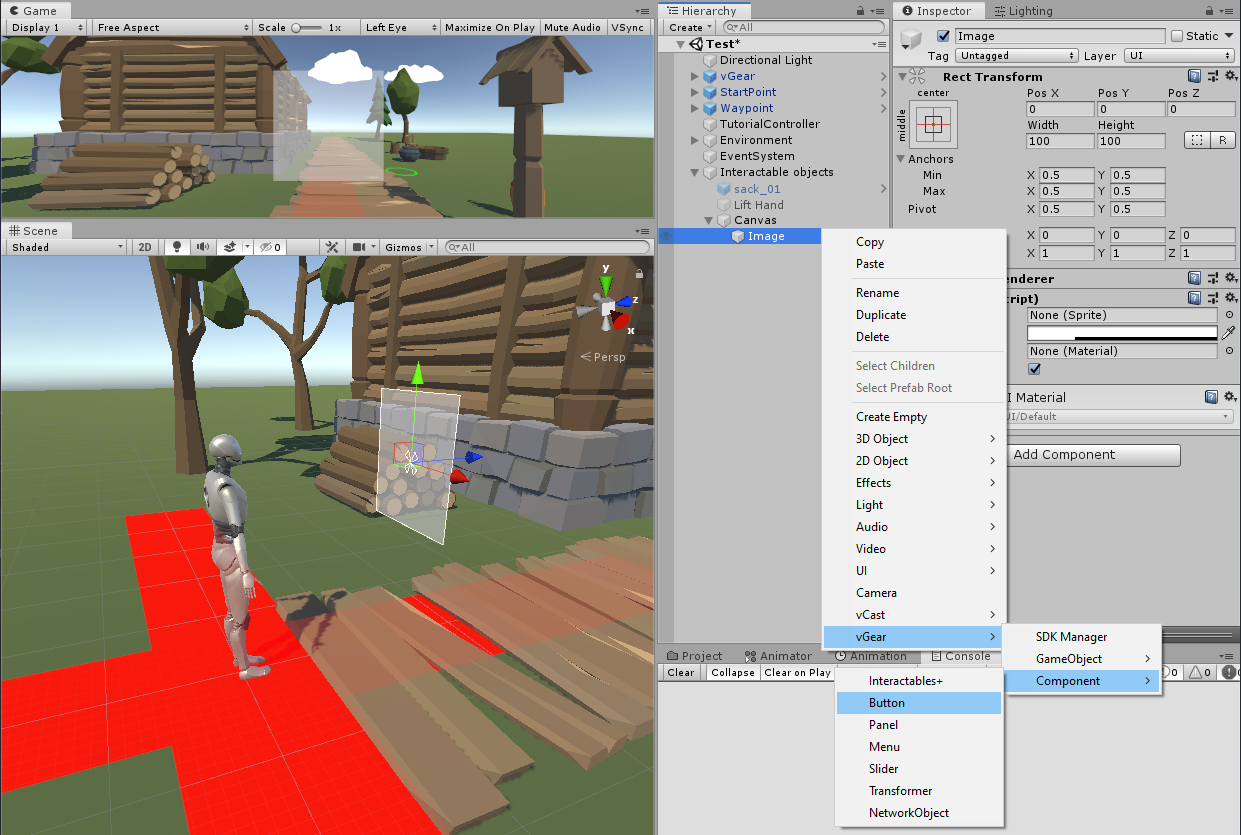 Game
Display 1 Free Aspect Scale 1x Left Eye Maximize On Play Mute Audio VSync
Scene
Shaded 2D 0 Gizmos All
y
z
x
Persp
Hierarchy
Create All
Test*
Directional Light
vGear
StartPoint
Waypoint
TutorialController
Environment
EventSystem
Interactable objects
sack_01
Lift Hand
Canvas
Image
Inspector Lighting
Image Static
Tag Untagged Layer UI
Rect Transform
center
middle
Pos X Pos Y Pos Z
0 0 0
Width Height
100 100 R
Anchors
Min X 0.5 Y 0.5
Max X 0.5 Y 0.5
Pivot X 0.5 Y 0.5
X 0 Y 0 Z 0
X 1 Y 1 Z 1
enderer
cript)
None (Sprite)
None (Material)
I Material
UI/Default
Add Component
Copy
Paste
Rename
Duplicate
Delete
Select Children
Select Prefab Root
Create Empty
3D Object
2D Object
Effects
Light
Audio
Video
UI
Camera
vCast
vGear
SDK Manager
GameObject
Component
Interactables+
Button
Panel
Menu
Slider
Transformer
NetworkObject
Project Animator Animation Console
Clear Collapse Clear on Play 0 0 0